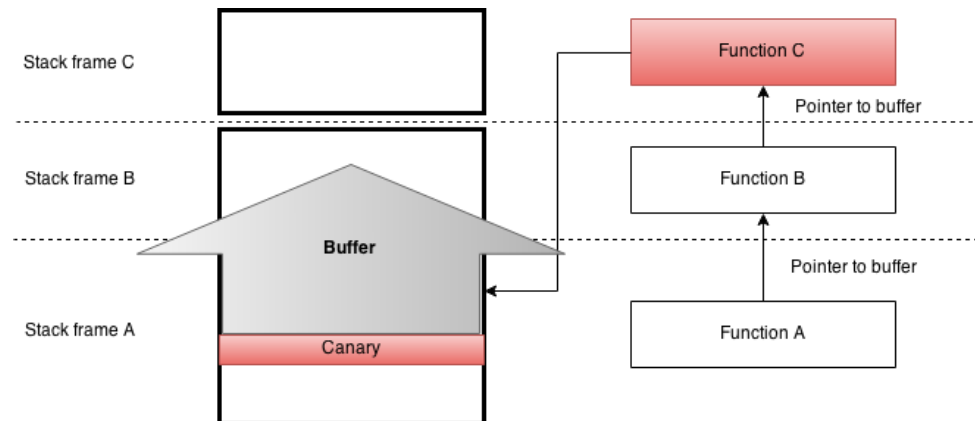 Stack frame C
Function C
Pointer to buffer
Stack frame B
Function B
Buffer
Pointer to buffer
Stack frame A
Canary
Function A